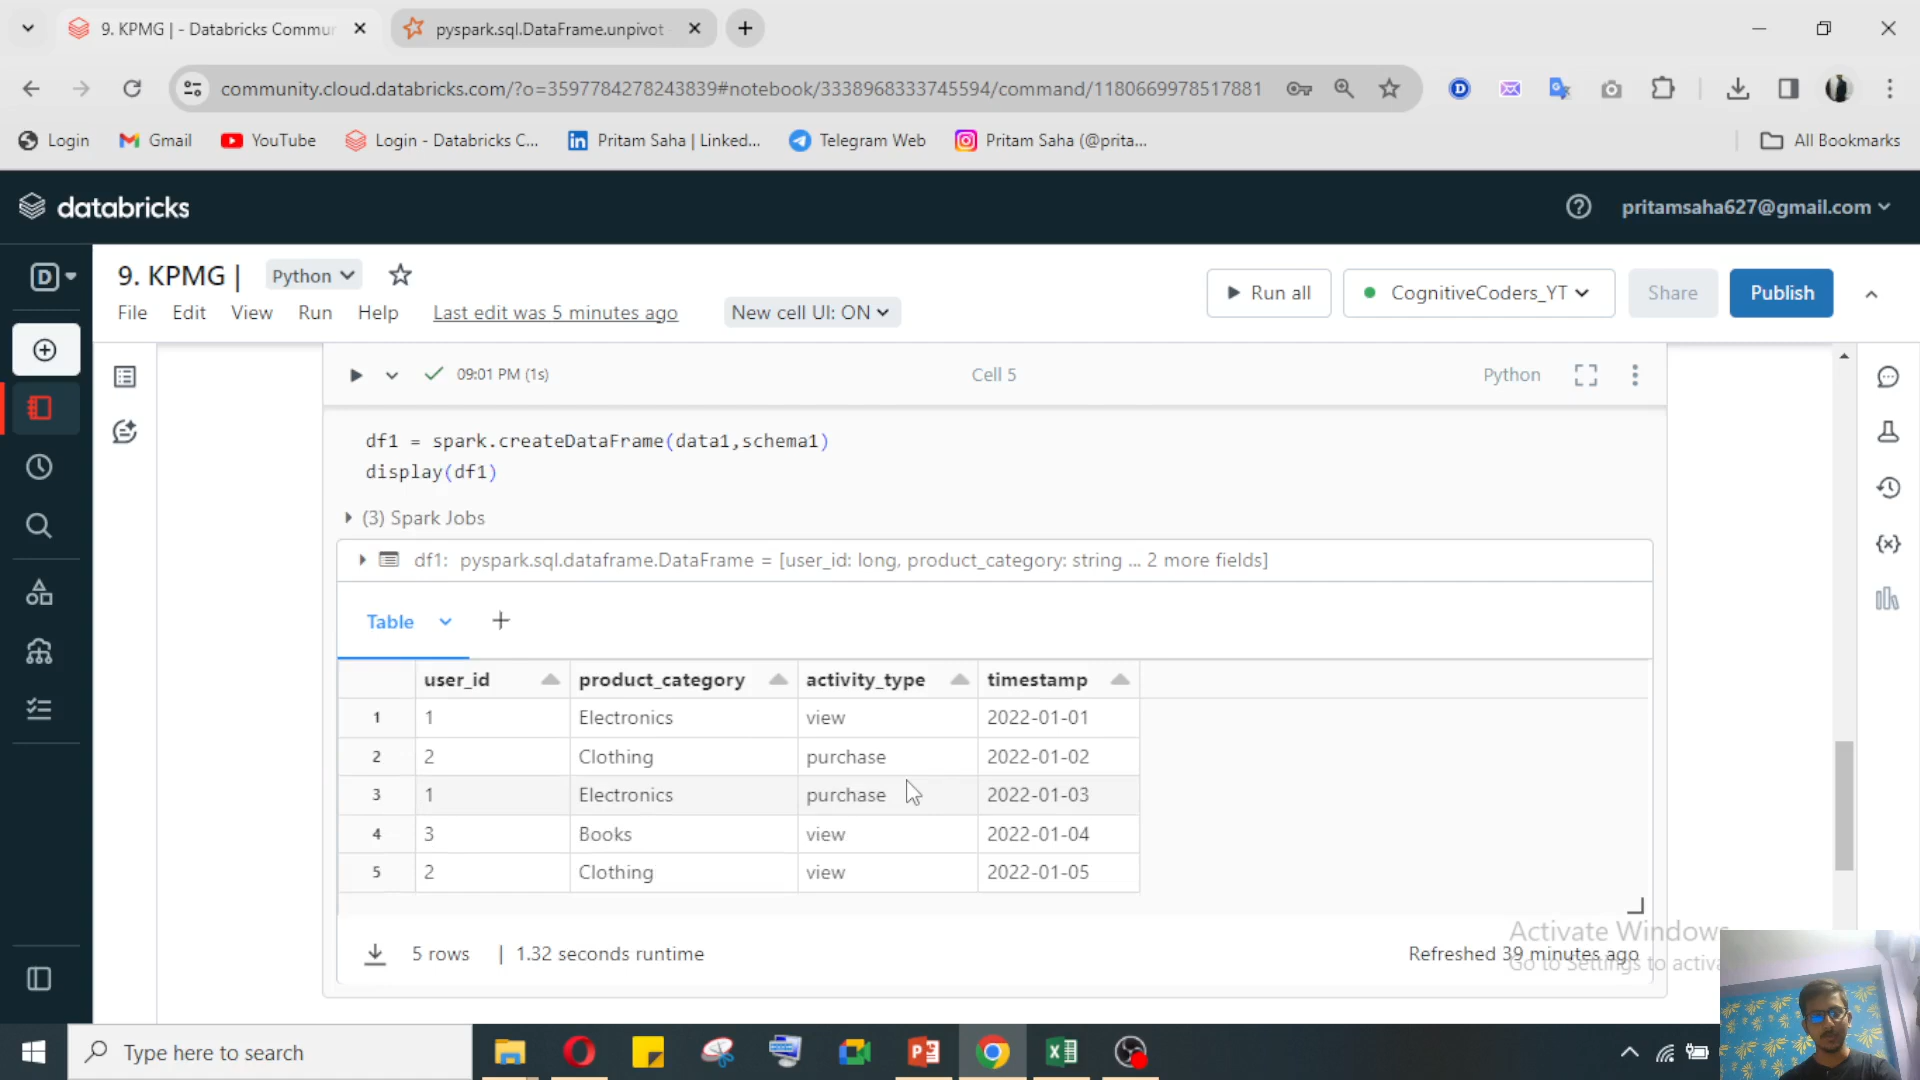 9. KPMG | - Databricks Commur
pyspark.sql.DataFrame.unpivot
community.cloud.databricks.com/?o=3597784278243839#notebook/3338968333745594/command/1180669978517881
Login
Gmail
YouTube
Login - Databricks C...
Pritam Saha | Linked...
Telegram Web
Pritam Saha (@prita...
All Bookmarks
databricks
pritamsaha627@gmail.com
9. KPMG |
Python
File Edit View Run Help Last edit was 5 minutes ago New cell UI: ON
Run all
CognitiveCoders_YT
Share
Publish
09:01 PM (1s)
Cell 5
Python
df1 = spark.createDataFrame(data1,schema1)
display(df1)
(3) Spark Jobs
df1: pyspark.sql.dataframe.DataFrame = [user_id: long, product_category: string ... 2 more fields]
Table
user_id product_category activity_type timestamp
1 1 Electronics view 2022-01-01
2 2 Clothing purchase 2022-01-02
3 1 Electronics purchase 2022-01-03
4 3 Books view 2022-01-04
5 2 Clothing view 2022-01-05
5 rows | 1.32 seconds runtime
Refreshed 39 minutes ago
Activate Windows
Go to Settings to activa
Type here to search